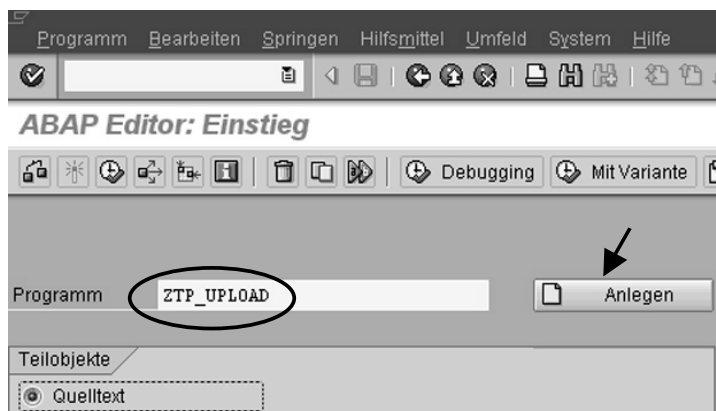 Programm Bearbeiten Springen Hilfsmittel Umfeld System Hilfe
ABAP Editor: Einstieg
Debugging Mit Variante
Programm ZTP_UPLOAD Anlegen
Teilobjekte
Quelltext